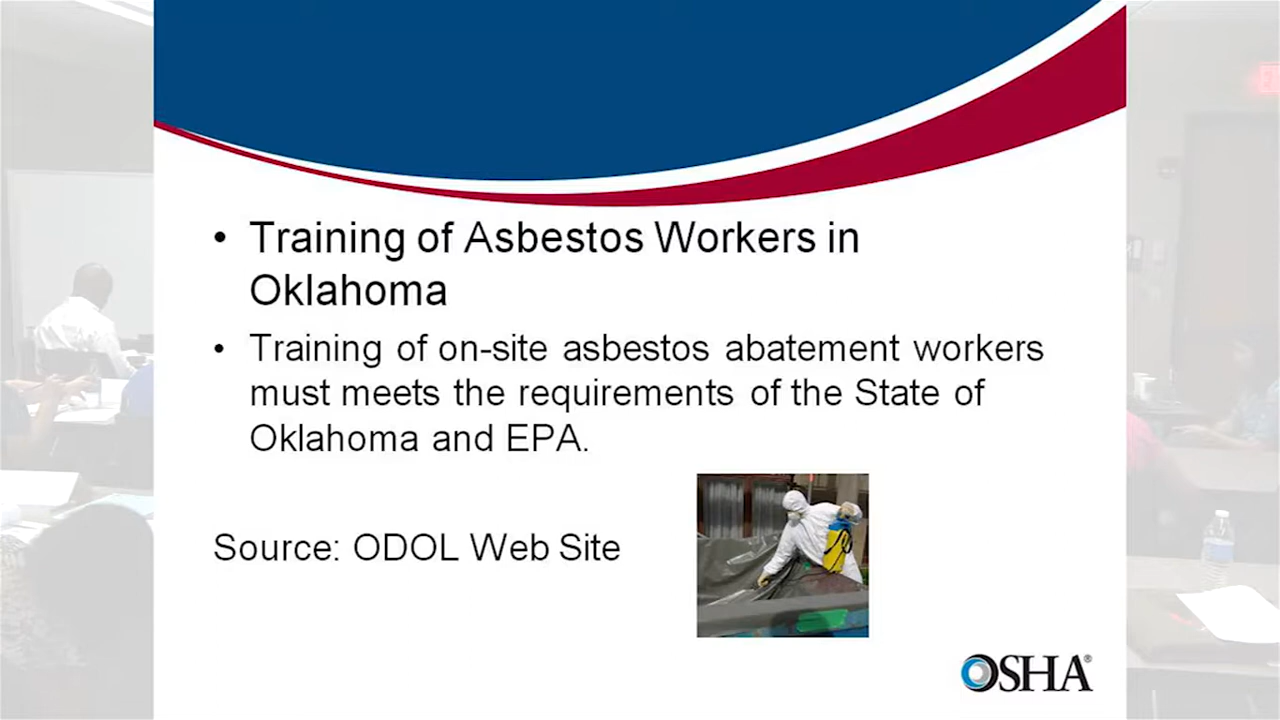 • Training of Asbestos Workers in
Oklahoma
• Training of on-site asbestos abatement workers
must meets the requirements of the State of
Oklahoma and EPA.
Source: ODOL Web Site
OSHA®